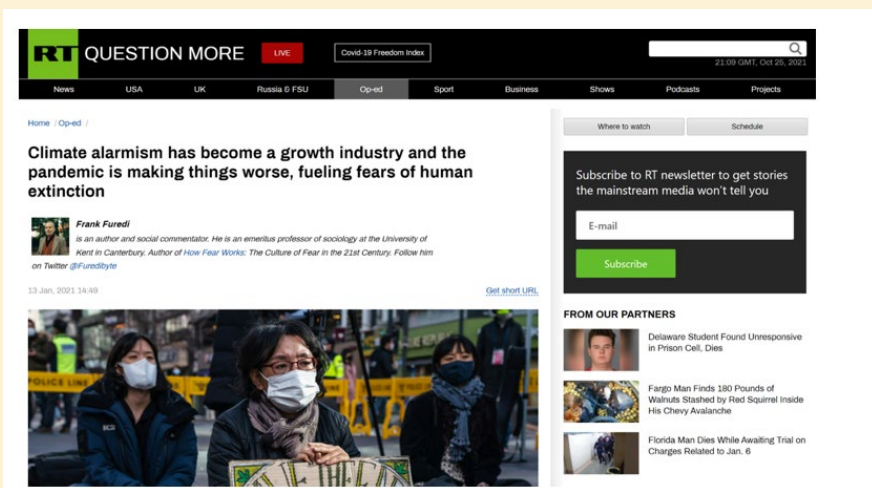 RT QUESTION MORE
LIVE
Covid-19 Freedom Index
21:09 GMT, Oct 25, 2021
News USA UK Russia & FSU Op-ed Sport Business Shows Podcasts Projects
Home / Op-ed /
Climate alarmism has become a growth industry and the
pandemic is making things worse, fueling fears of human
extinction
Frank Furedi
is an author and social commentator. He is an emeritus professor of sociology at the University of
Kent in Canterbury. Author of How Fear Works: The Culture of Fear in the 21st Century. Follow him
on Twitter @Furedibyte
13 Jan, 2021 14:49
Get short URL
POLICE LINE
Where to watch
Schedule
Subscribe to RT newsletter to get stories
the mainstream media won't tell you
E-mail
Subscribe
FROM OUR PARTNERS
Delaware Student Found Unresponsive
in Prison Cell, Dies
Fargo Man Finds 180 Pounds of
Walnuts Stashed by Red Squirrel Inside
His Chevy Avalanche
Florida Man Dies While Awaiting Trial on
Charges Related to Jan. 6